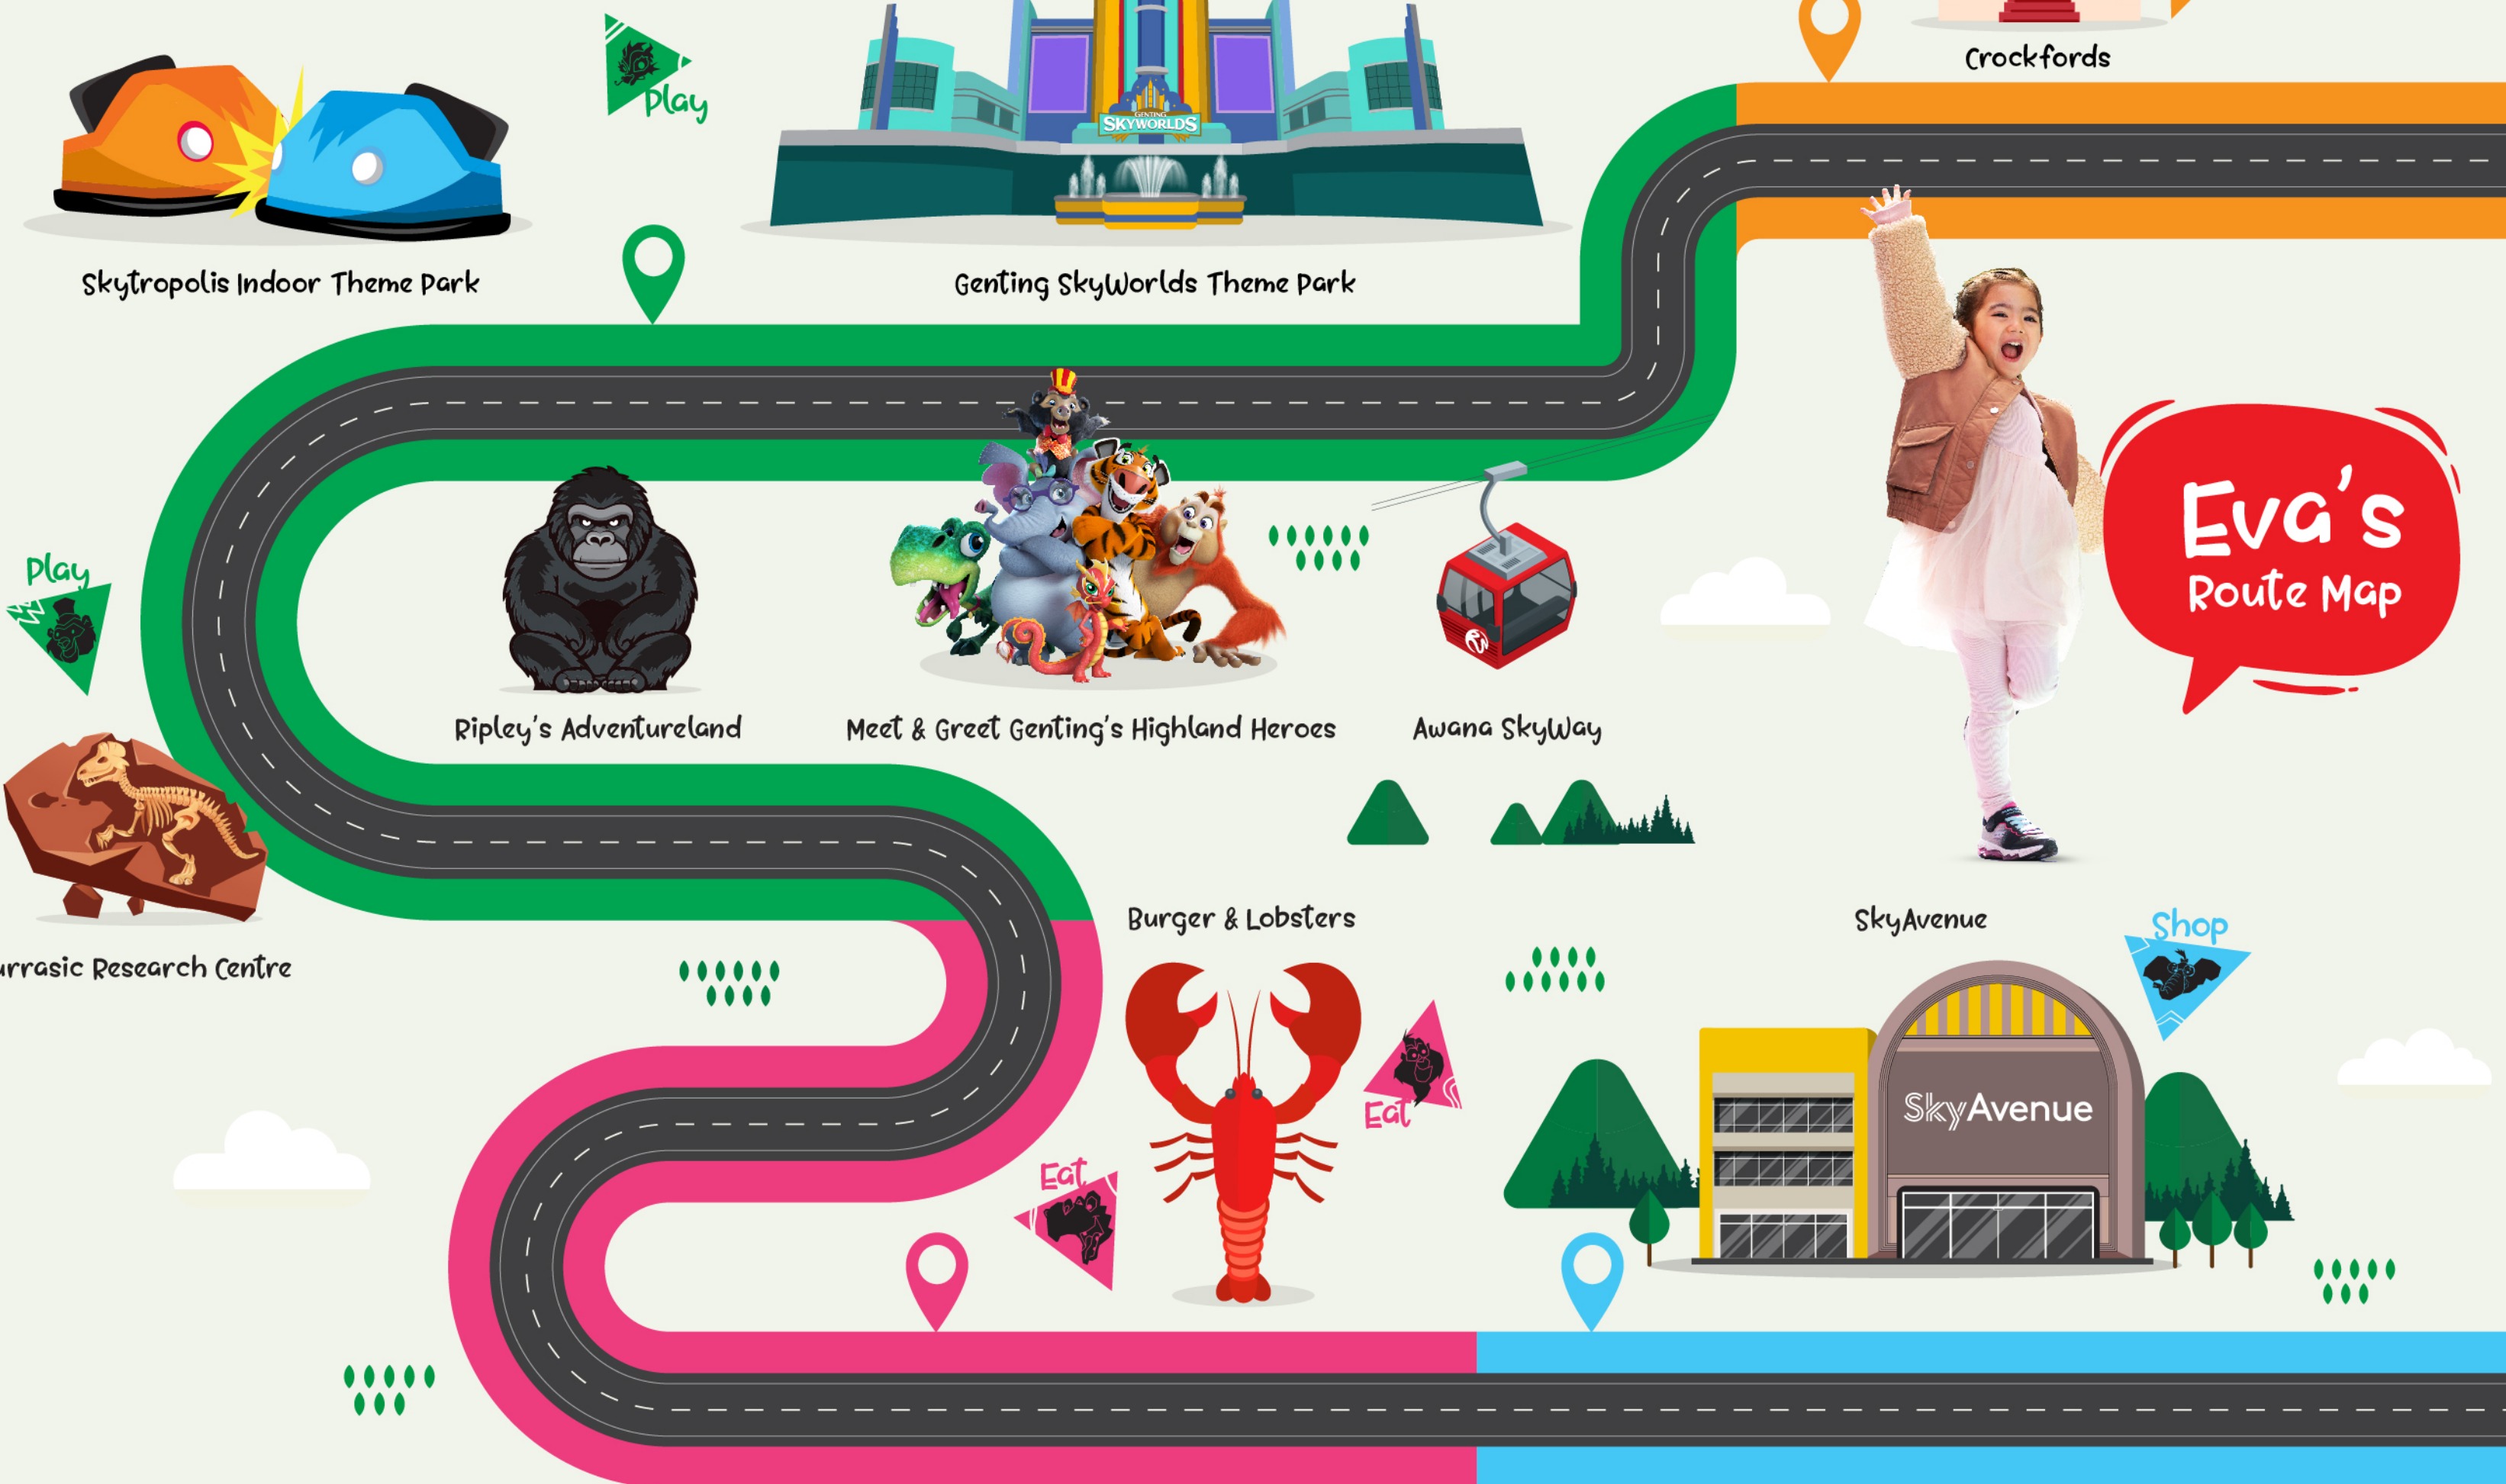 Crockfords
Play
GENTING
SKYWORLDS
Skytropolis Indoor Theme Park
Genting SkyWorlds Theme Park
Eva's
Route Map
Play
Ripley's Adventureland
Meet & Greet Genting's Highland Heroes
Awana SkyWay
Burger & Lobsters
SkyAvenue
Shop
urrasic Research Centre
SkyAvenue
Eat
Eat